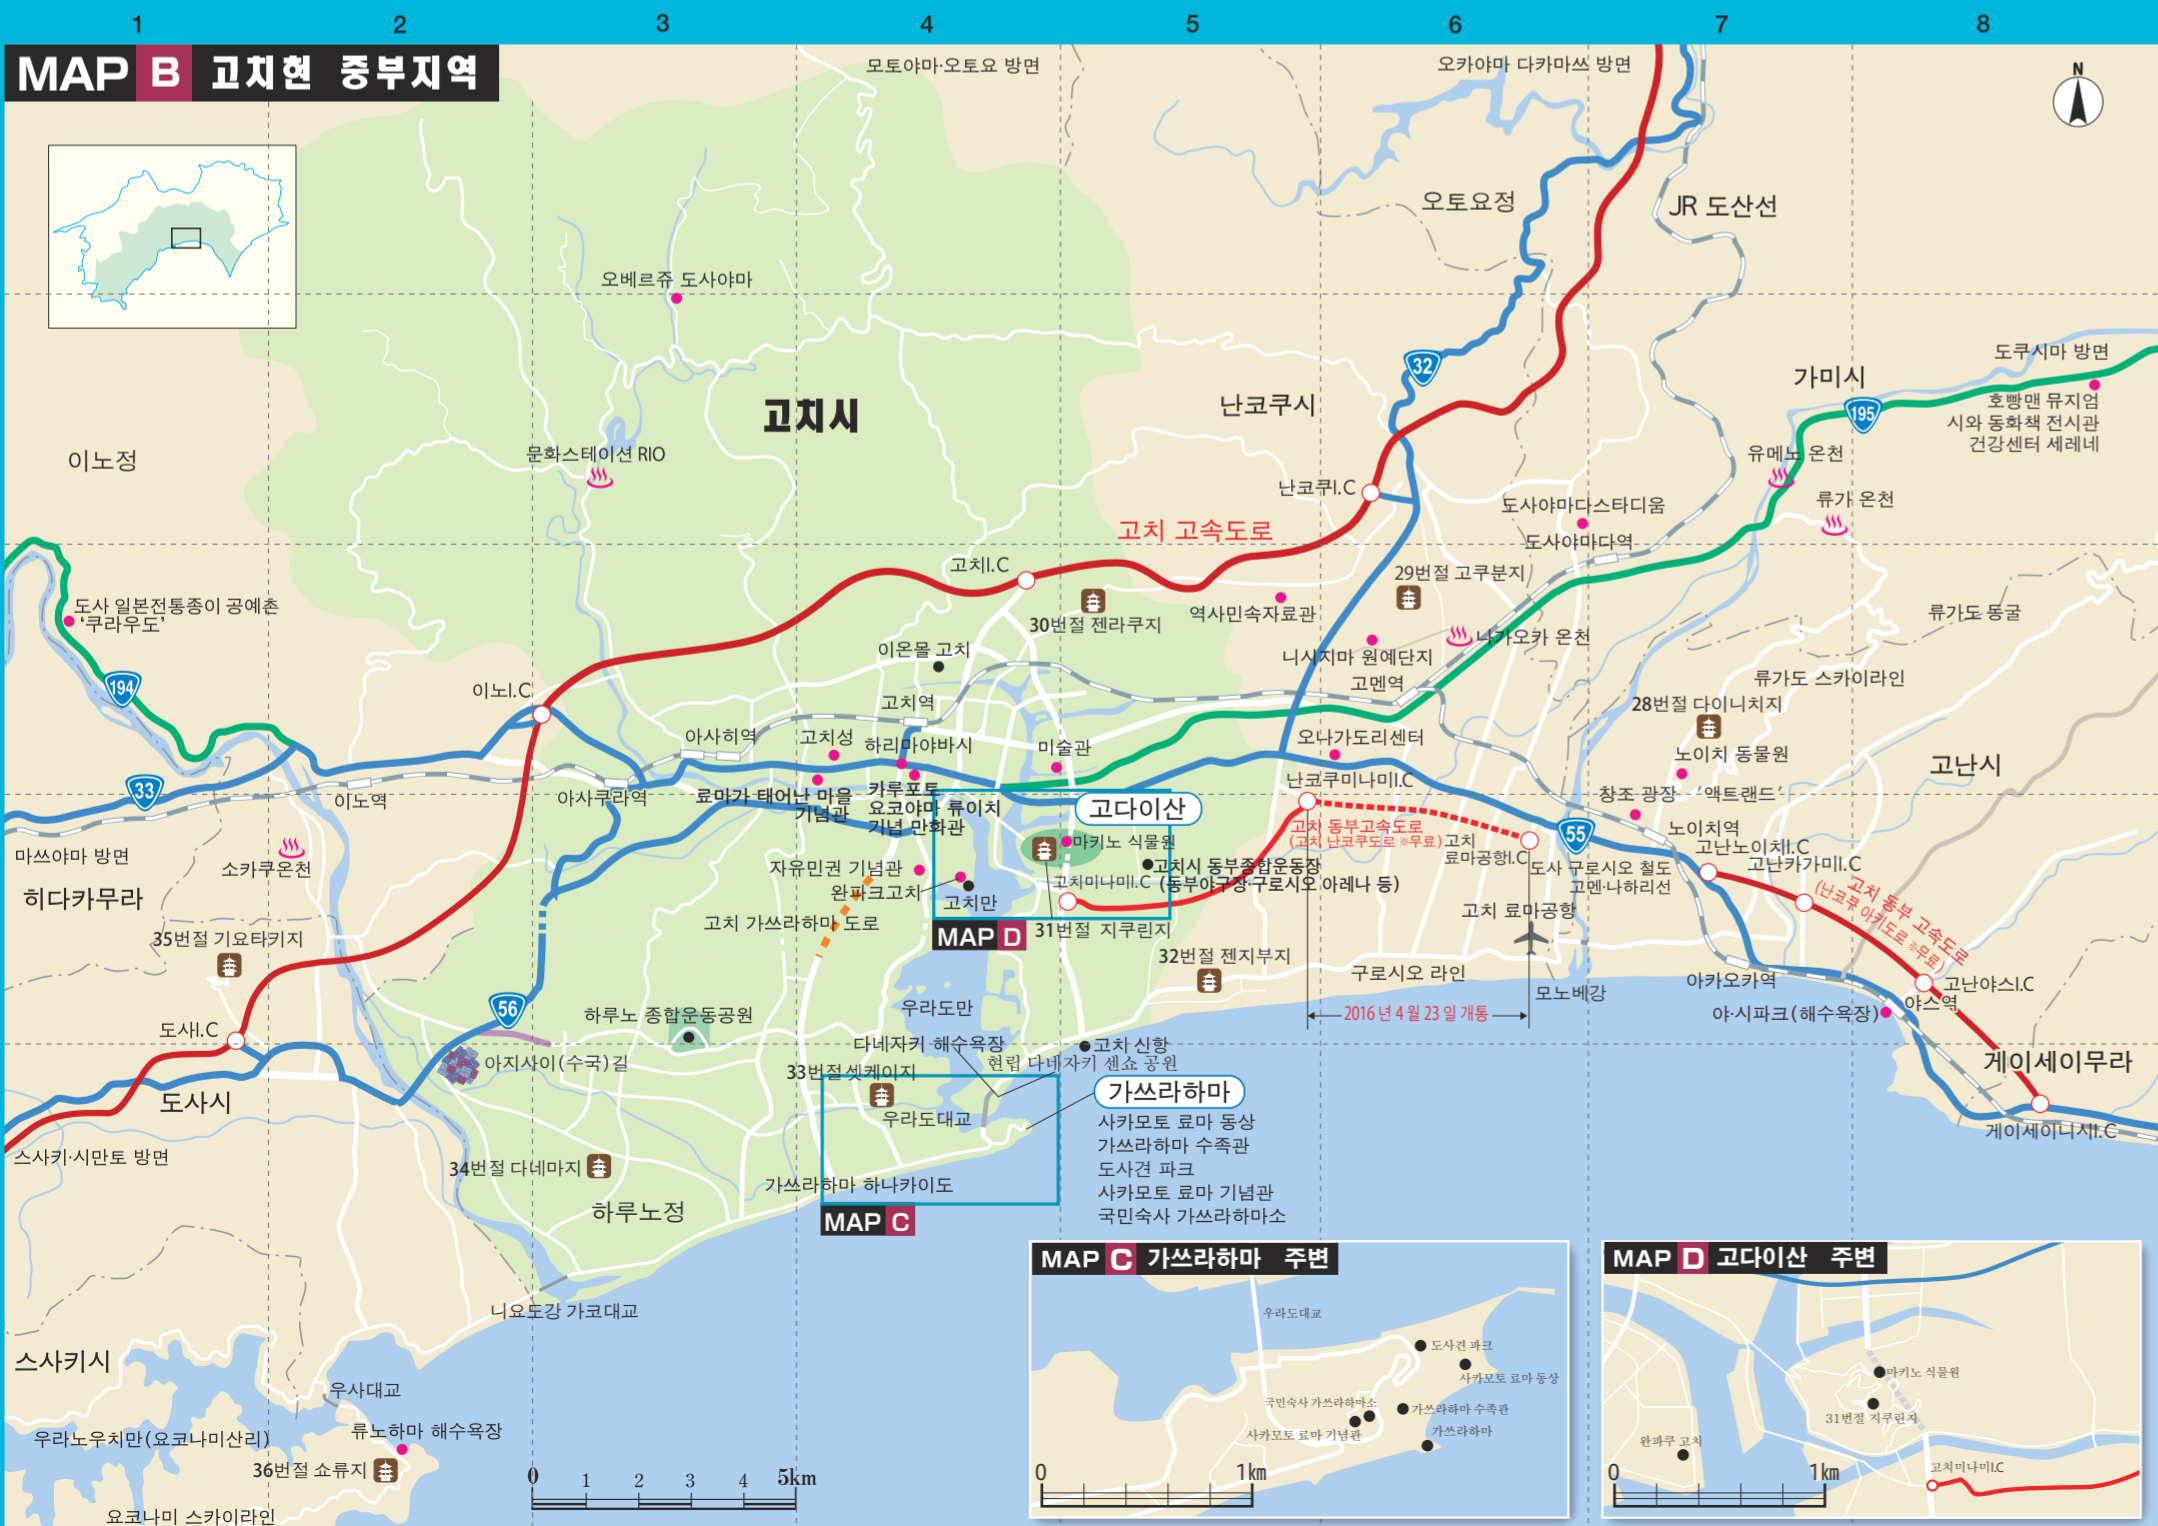 1 2 3 4 5 6 7 8
MAP B 고치현 중부지역
모토야마·오토요 방면
오카야마 다카마쓰 방면
N
오토요정
JR 도산선
오베르쥬 도사야마
32
도쿠시마 방면
가미시
195
호빵맨 뮤지엄
시와 동화책 전시관
건강센터 세레네
고치시
난코쿠시
이노정
문화스테이션 RIO
유메노 온천
난코쿠I.C
류가 온천
도사야마다스타디움
고치 고속도로
도사야마다역
고치I.C
29번절 고쿠분지
도사 일본전통종이 공예촌
‘쿠라우도’
30번절 젠라쿠지
역사민속자료관
류가도 동굴
나가오카 온천
이온몰 고치
니시지마 원예단지
고멘역
류가도 스카이라인
194
이노I.C
고치역
28번절 다이니치지
아사히역
고치성
하리마야바시
미술관
오나가도리센터
노이치 동물원
고난시
33
이노역
아사쿠라역
료마가 태어난 마을
기념관
카루포토
요코야마 류이치
기념 만화관
고다이산
난코쿠미나미I.C
창조 광장 ‘액트랜드’
고치 동부고속도로
(고치 난코쿠도로 ※무료)
고치
료마공항I.C
55
노이치역
고난노이치I.C
고난카가미I.C
마쓰야마 방면
소카쿠온천
마키노 식물원
자유민권 기념관
완파크고치
고치시 동부종합운동장
(동부야구장·구로시오 아레나 등)
고치미나미I.C
도사 구로시오 철도
고멘·나하리선
고치 동부 고속도로
(난코쿠 아키도로 ※무료)
히다카무라
고치만
고치 가쓰라하마 도로
MAP D
31번절 지쿠린지
고치 료마공항
35번절 기요타키지
32번절 젠지부지
구로시오 라인
모노베강
아카오카역
고난야스I.C
야스역
야·시파크(해수욕장)
56
하루노 종합운동공원
우라도만
2016년 4월 23일 개통
도사I.C
다네자키 해수욕장
고치 신항
현립 다네자키 센쇼 공원
아지사이(수국)길
33번절 셋케이지
게이세이무라
도사시
우라도대교
가쓰라하마
사카모토 료마 동상
가쓰라하마 수족관
도사견 파크
사카모토 료마 기념관
국민숙사 가쓰라하마소
게이세이니시I.C
스사키·시만토 방면
34번절 다네마지
가쓰라하마 하나카이도
하루노정
MAP C
니요도강 가코대교
스사키시
우사대교
류노하마 해수욕장
우라노우치만(요코나미산리)
36번절 쇼류지
요코나미 스카이라인
0 1 2 3 4 5km
MAP C 가쓰라하마 주변
우라도대교
도사견 파크
사카모토 료마 동상
국민숙사 가쓰라하마소
가쓰라하마 수족관
사카모토 료마 기념관
가쓰라하마
0 1km
MAP D 고다이산 주변
마키노 식물원
31번절 지쿠린지
완파쿠 고치
고치미나미I.C
0 1km